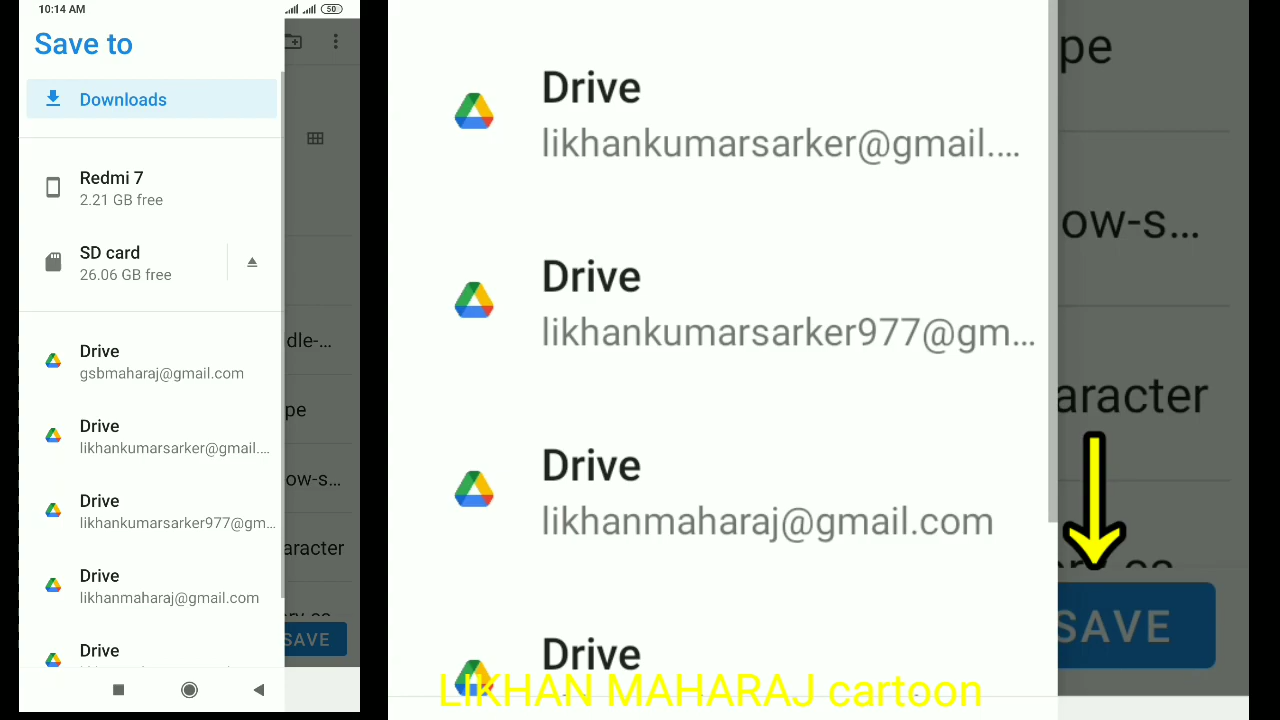 10:14 AM
50
Save to
Downloads
Redmi 7
2.21 GB free
SD card
26.06 GB free
Drive
gsbmaharaj@gmail.com
Drive
likhankumarsarker@gmail....
Drive
likhankumarsarker977@gm...
Drive
likhanmaharaj@gmail.com
Drive
dle-...
pe
ow-s...
aracter
SAVE
Drive
likhankumarsarker@gmail....
Drive
likhankumarsarker977@gm...
Drive
likhanmaharaj@gmail.com
Drive
pe
ow-s...
aracter
SAVE
LIKHAN MAHARAJ cartoon